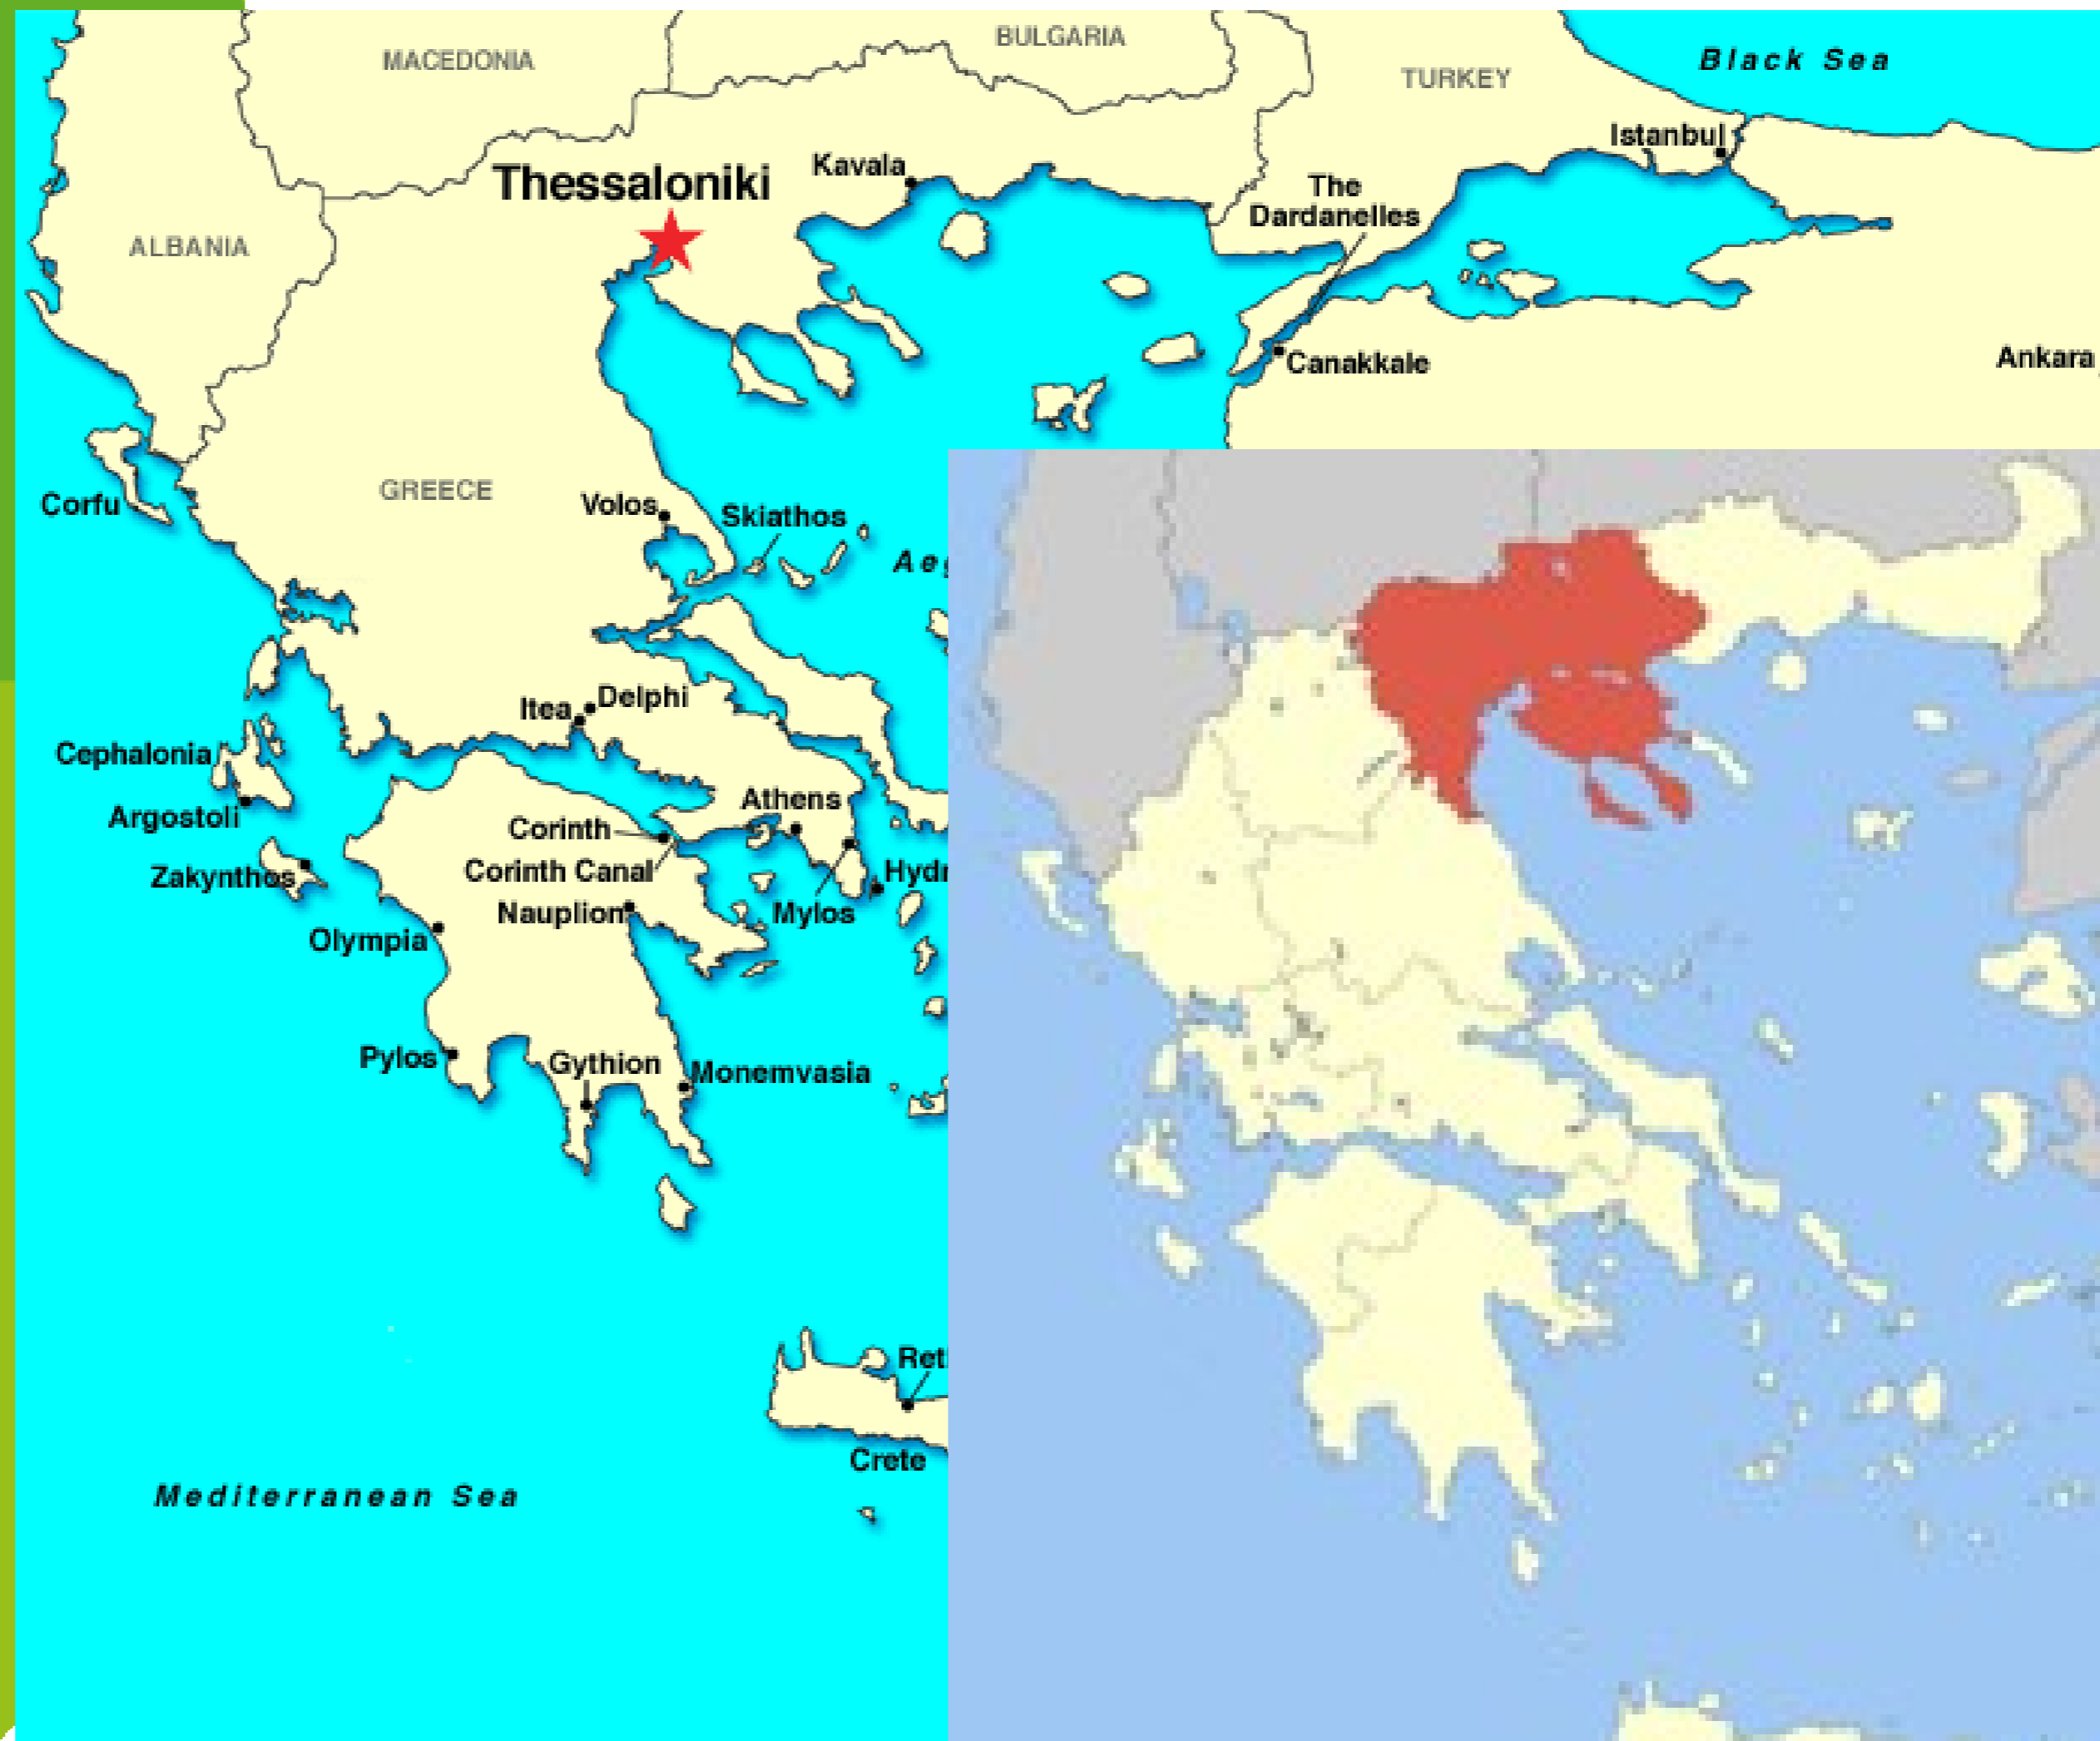 MACEDONIA
BULGARIA
TURKEY
Black Sea
Istanbul
Thessaloniki
Kavala
The
Dardanelles
ALBANIA
Canakkale
Ankara
GREECE
Corfu
Volos
Skiathos
Itea
Delphi
Cephalonia
Argostoli
Athens
Corinth
Corinth Canal
Zakynthos
Nauplion
Mylos
Olympia
Pylos
Gythion
Monemvasia
Crete
Mediterranean Sea